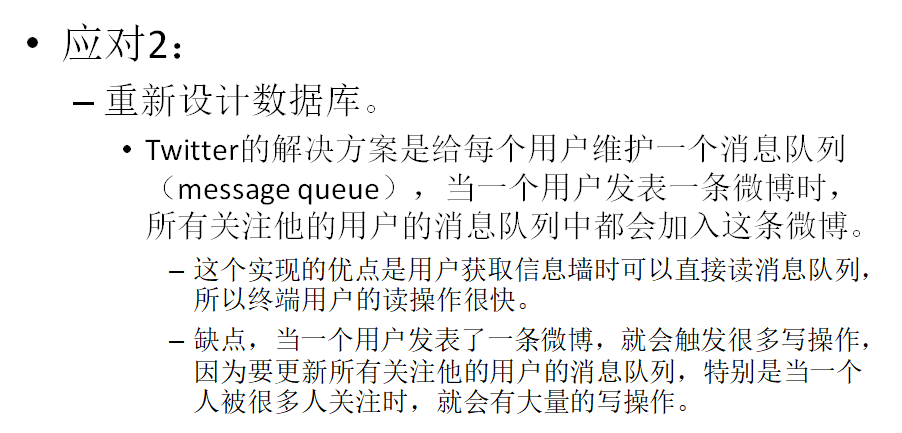 • 应对2：
– 重新设计数据库。
• Twitter的解决方案是给每个用户维护一个消息队列
（message queue），当一个用户发表一条微博时，
所有关注他的用户的消息队列中都会加入这条微博。
– 这个实现的优点是用户获取信息墙时可以直接读消息队列，
所以终端用户的读操作很快。
– 缺点，当一个用户发表了一条微博，就会触发很多写操作，
因为要更新所有关注他的用户的消息队列，特别是当一个
人被很多人关注时，就会有大量的写操作。